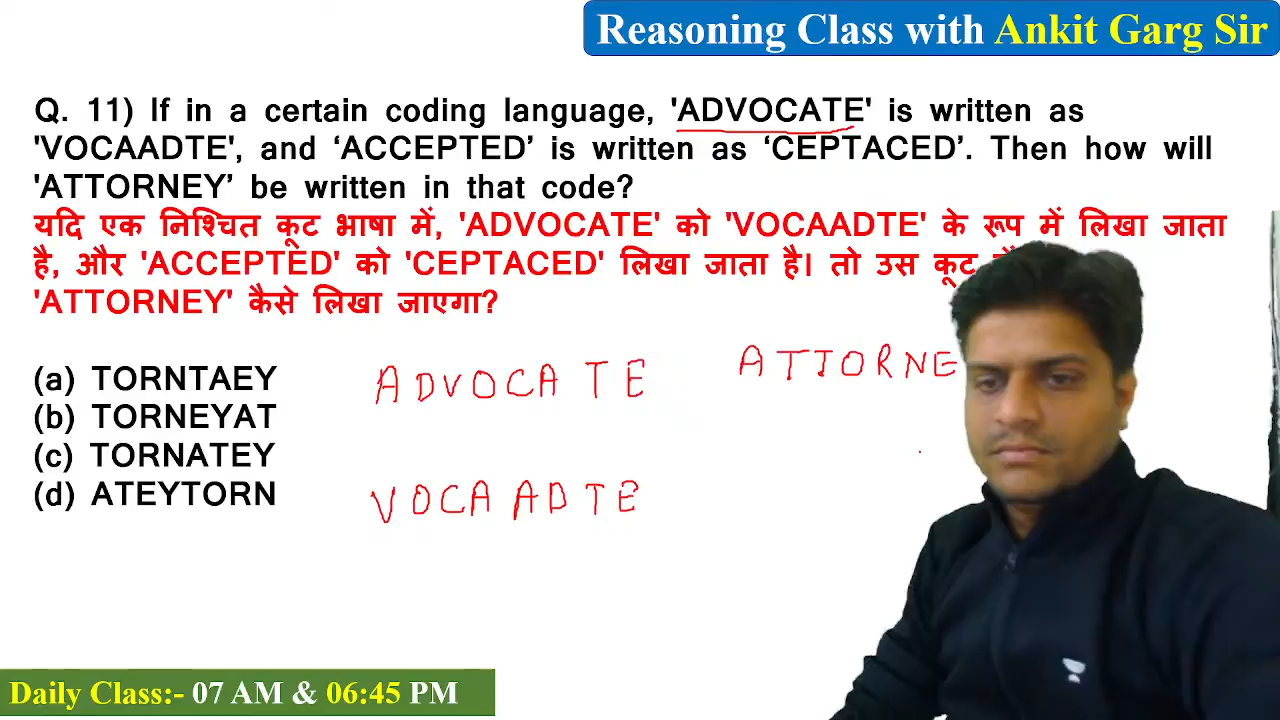 Reasoning Class with Ankit Garg Sir
Q. 11) If in a certain coding language, 'ADVOCATE' is written as
'VOCAADTE', and ‘ACCEPTED’ is written as ‘CEPTACED’. Then how will
'ATTORNEY’ be written in that code?
यदि एक निश्चित कूट भाषा में, 'ADVOCATE' को 'VOCAADTE' के रूप में लिखा जाता
है, और 'ACCEPTED' को 'CEPTACED' लिखा जाता है। तो उस कूट
'ATTORNEY' कैसे लिखा जाएगा?
(a) TORNTAEY
(b) TORNEYAT
(c) TORNATEY
(d) ATEYTORN
ADVOCATE
ATTORNE
VOCAADTE
Daily Class:- 07 AM & 06:45 PM